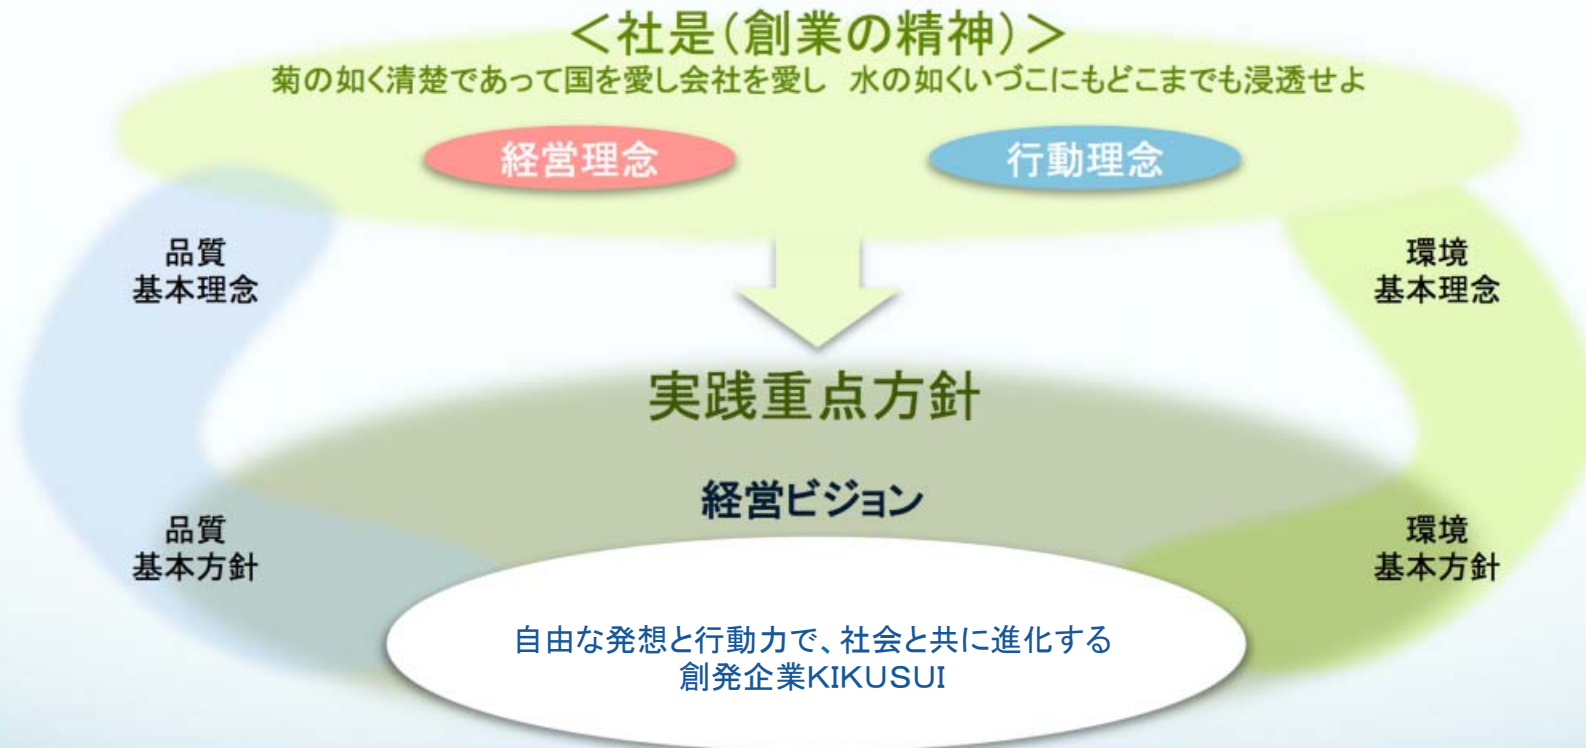 ＜社是（創業の精神）＞
菊の如く清楚であって国を愛し会社を愛し　水の如くいづこにもどこまでも浸透せよ
経営理念
行動理念
品質
基本理念
環境
基本理念
実践重点方針
経営ビジョン
品質
基本方針
環境
基本方針
自由な発想と行動力で、社会と共に進化する
創発企業KIKUSUI